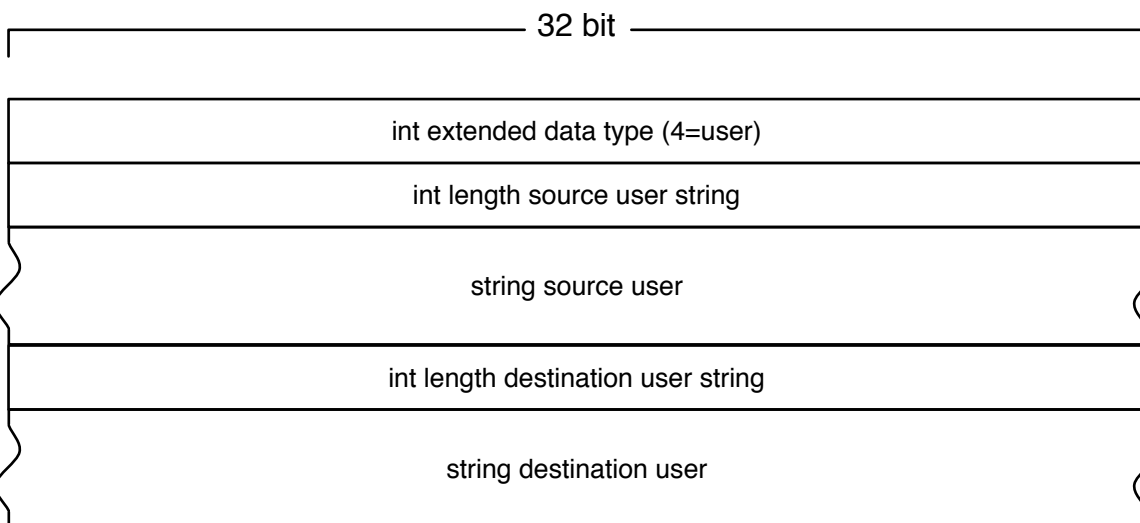 32 bit
int extended data type (4=user)
int length source user string
string source user
int length destination user string
string destination user